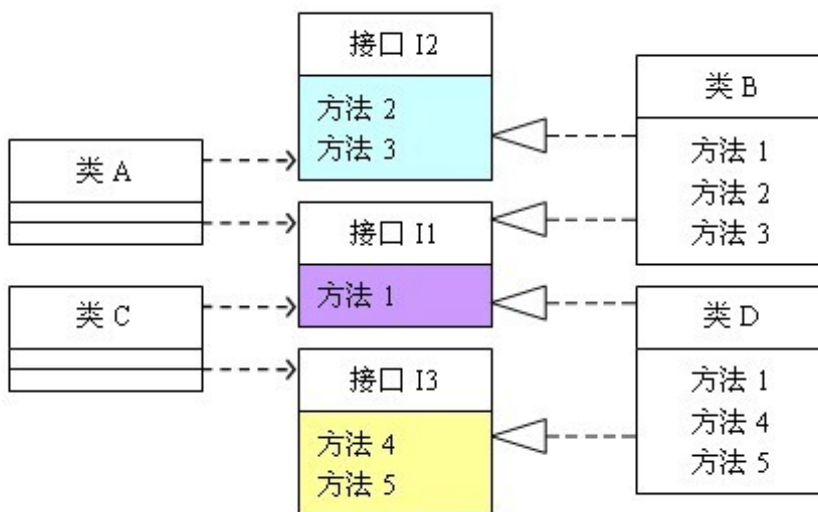 接口 I2
方法 2
方法 3
类 A
接口 I1
方法 1
类 C
接口 I3
方法 4
方法 5
类 B
方法 1
方法 2
方法 3
类 D
方法 1
方法 4
方法 5